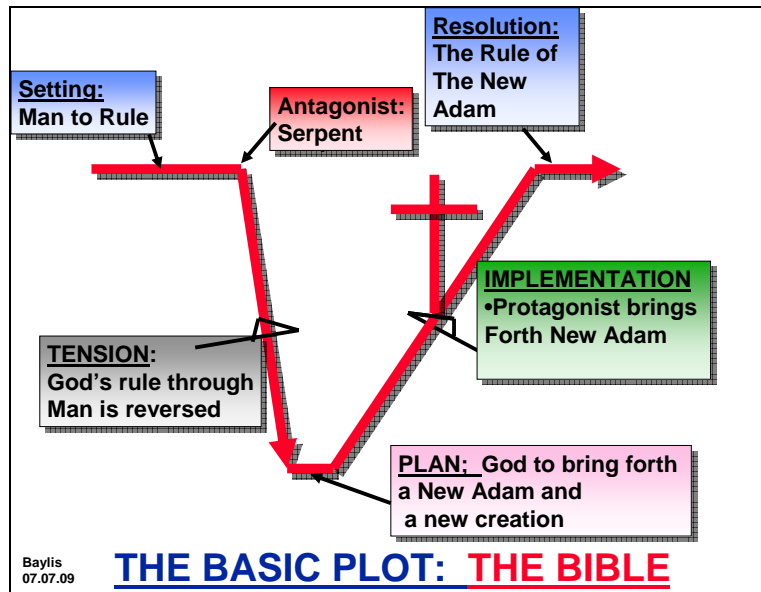 Setting:
Man to Rule
Antagonist:
Serpent
Resolution:
The Rule of
The New
Adam
TENSION:
God’s rule through
Man is reversed
IMPLEMENTATION
•Protagonist brings
Forth New Adam
PLAN; God to bring forth
a New Adam and
a new creation
Baylis
07.07.09
THE BASIC PLOT: THE BIBLE